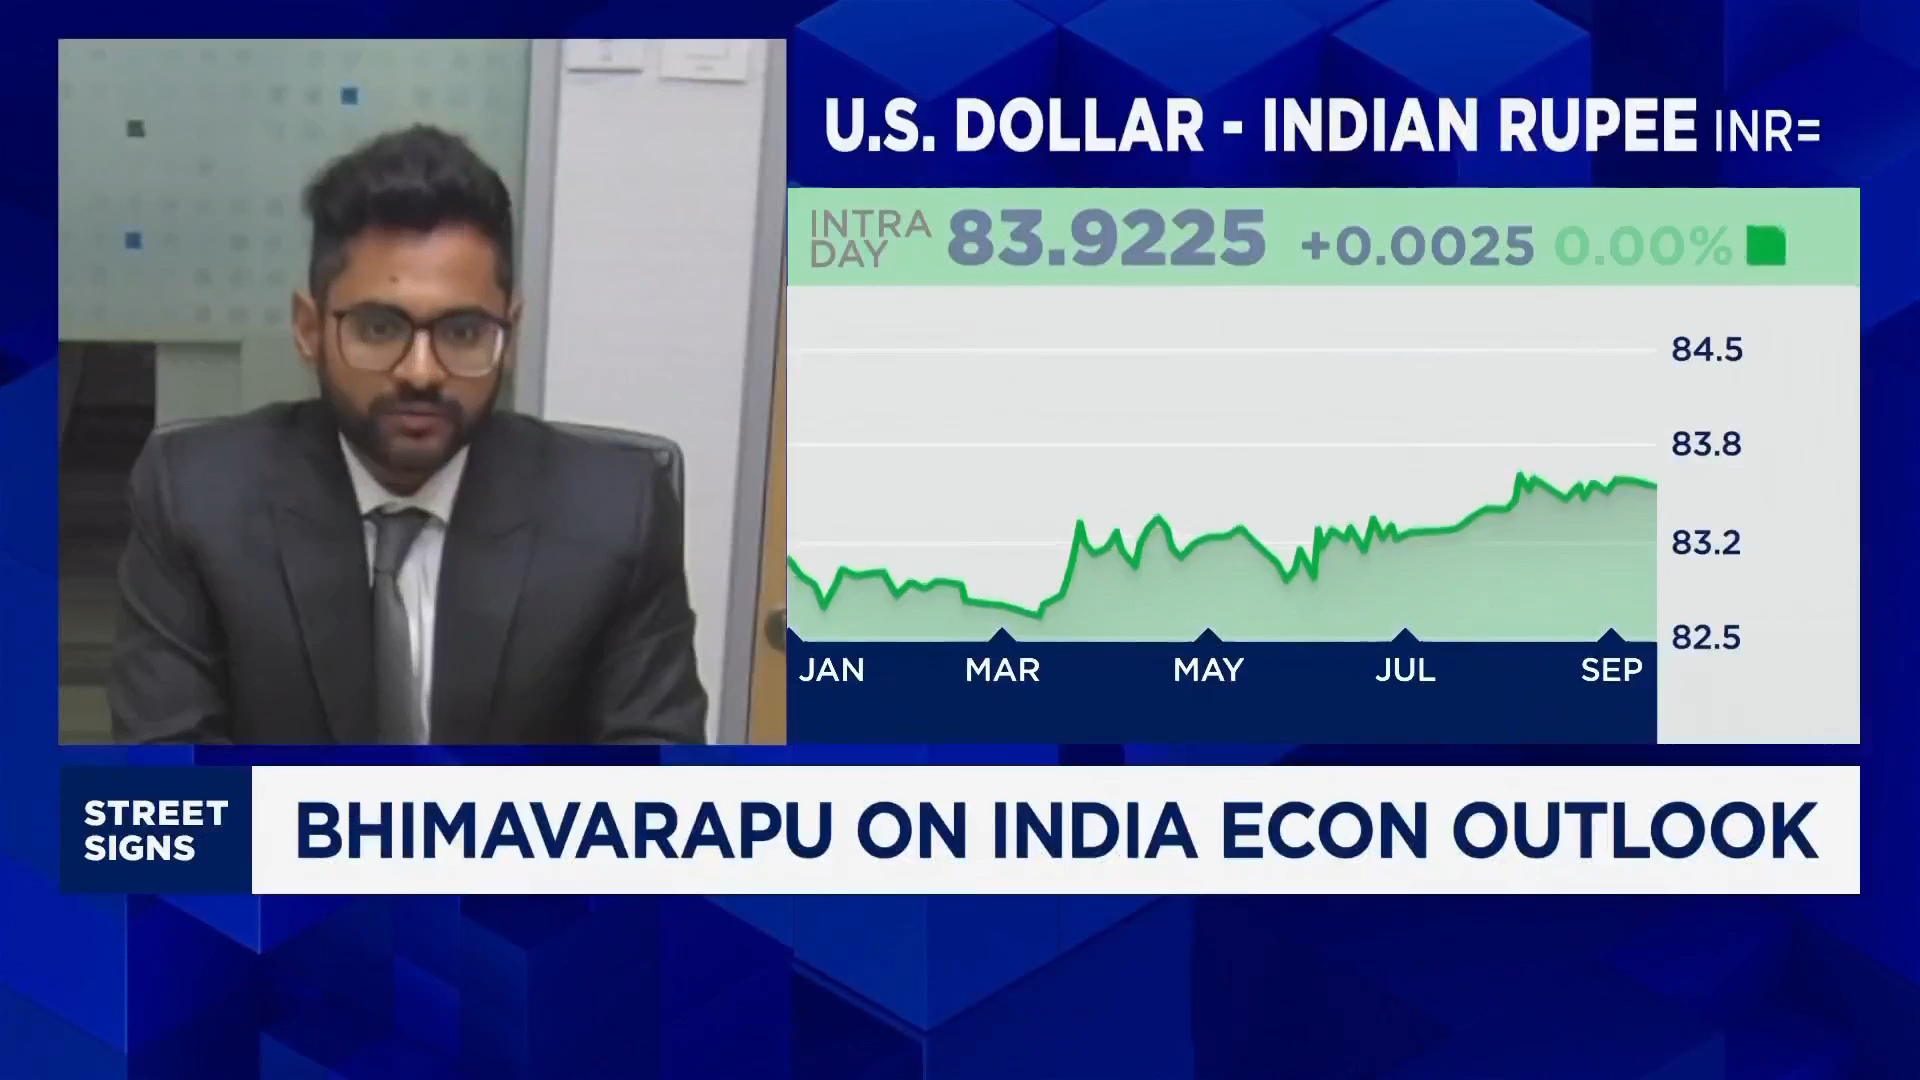 U.S. DOLLAR - INDIAN RUPEE INR=
INTRA DAY 83.9225 +0.0025 0.00%
84.5
83.8
83.2
82.5
JAN MAR MAY JUL SEP
STREET SIGNS
BHIMAVARAPU ON INDIA ECON OUTLOOK